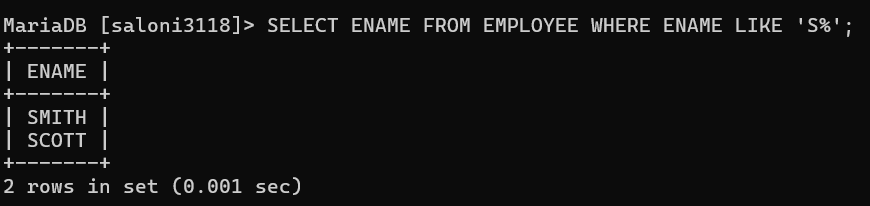 MariaDB [saloni3118]> SELECT ENAME FROM EMPLOYEE WHERE ENAME LIKE 'S%';
+-------+
| ENAME |
+-------+
| SMITH |
| SCOTT |
+-------+
2 rows in set (0.001 sec)